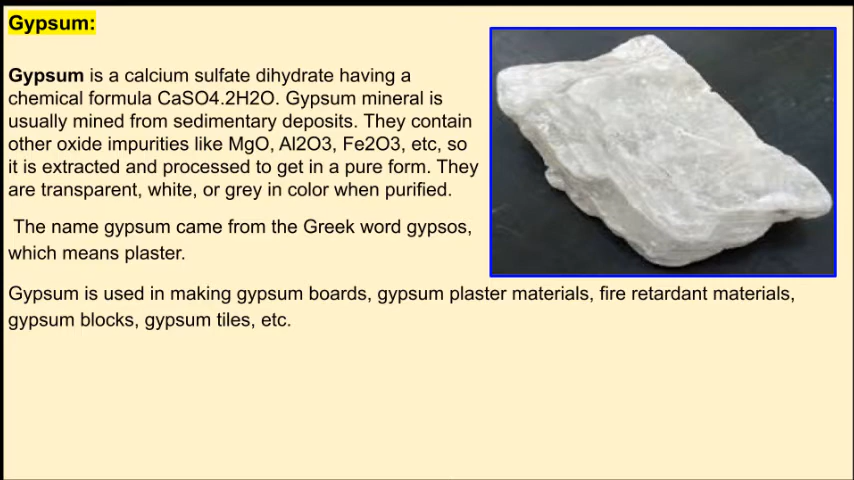 Gypsum:
Gypsum is a calcium sulfate dihydrate having a
chemical formula CaSO4.2H2O. Gypsum mineral is
usually mined from sedimentary deposits. They contain
other oxide impurities like MgO, Al2O3, Fe2O3, etc, so
it is extracted and processed to get in a pure form. They
are transparent, white, or grey in color when purified.
The name gypsum came from the Greek word gypsos,
which means plaster.
Gypsum is used in making gypsum boards, gypsum plaster materials, fire retardant materials,
gypsum blocks, gypsum tiles, etc.